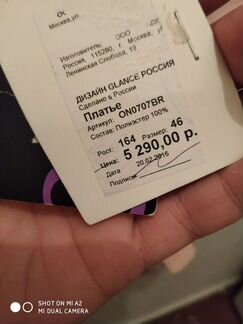 Москва, ул.
Изготовитель: ООО
Россия, 115280, г. Москва, ул.
Ленинская Слобода, 19
ДИЗАЙН GLANCE РОССИЯ
Сделано в России
Платье
Артикул: ON0707BR
Состав: Полиэстер 100%
Рост: 164 Размер: 46
Цена: 5 290,00 р.
Дата 20.02.2016
Подпись
SHOT ON MI A2
MI DUAL CAMERA